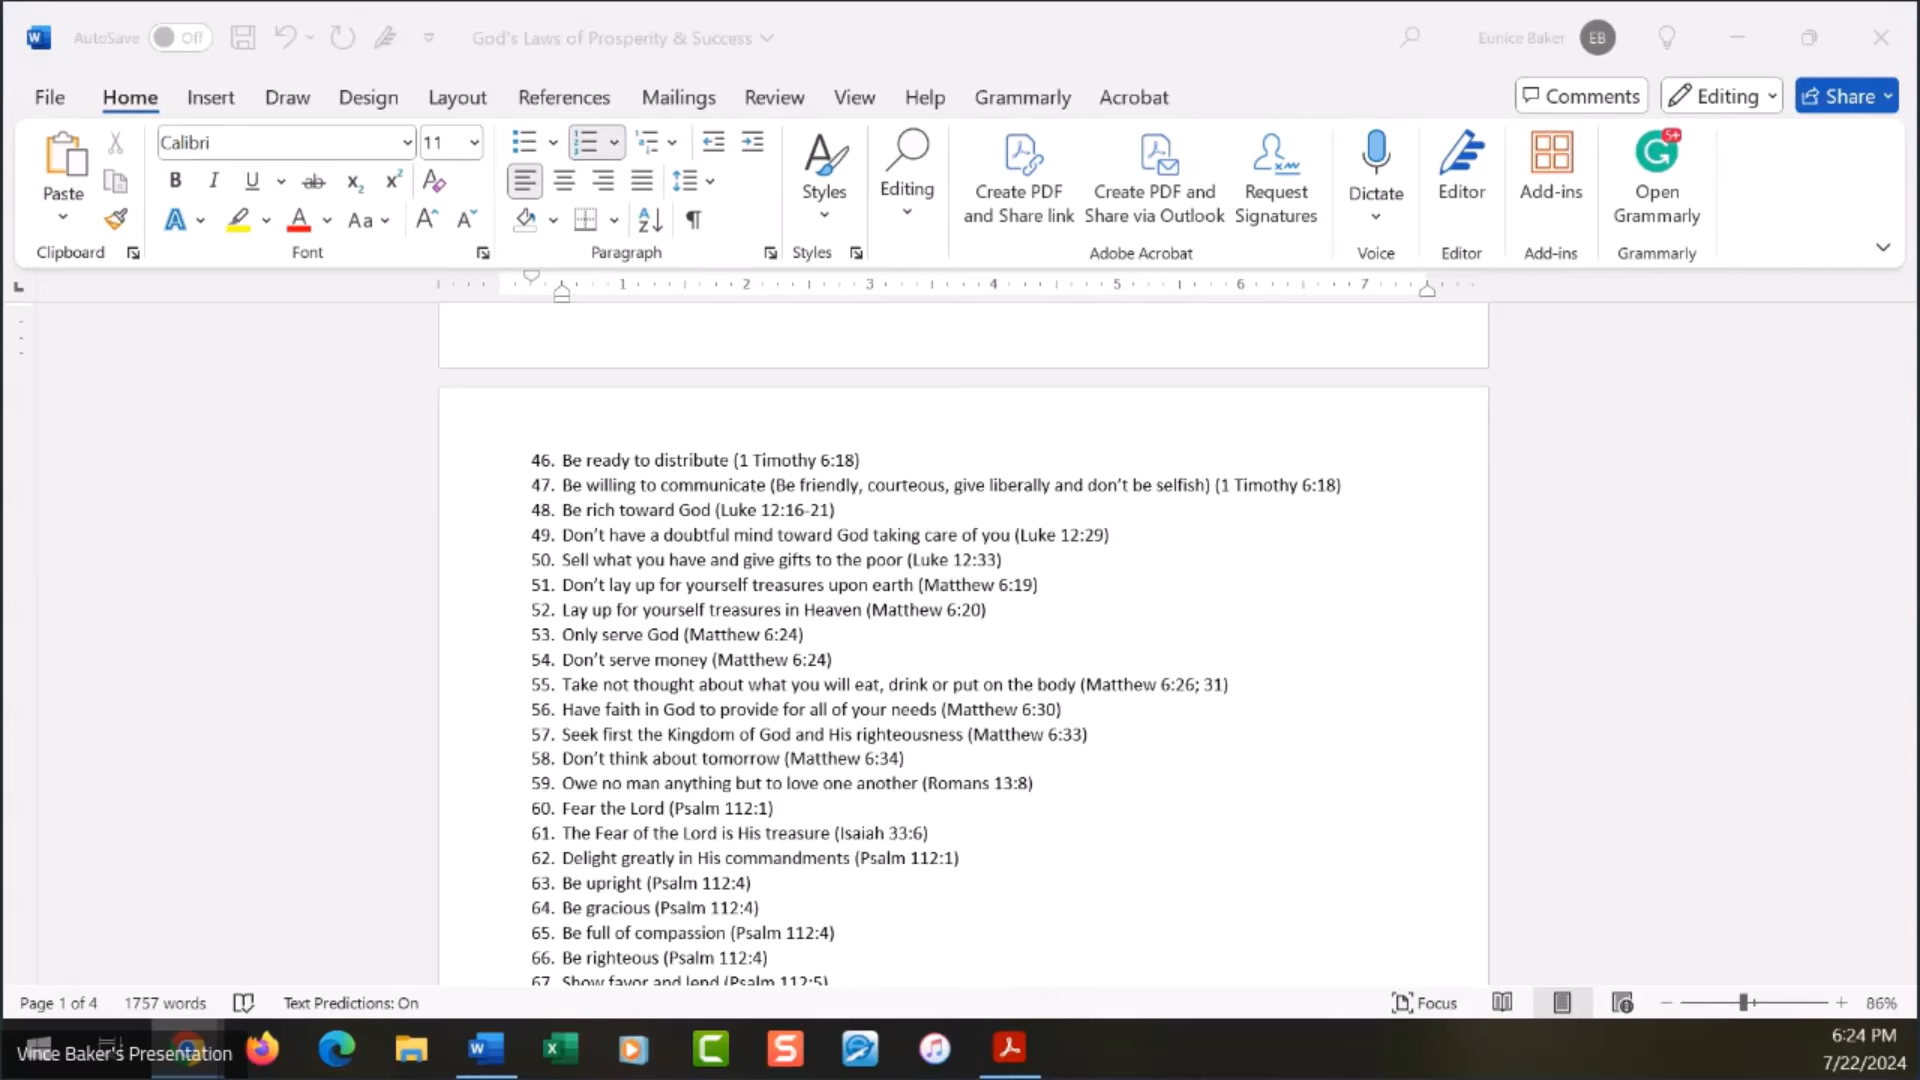 AutoSave Off God's Laws of Prosperity & Success Eunice Baker EB
File Home Insert Draw Design Layout References Mailings Review View Help Grammarly Acrobat Comments Editing Share
Calibri 11
Paste Styles Editing Create PDF and Share link Create PDF and Share via Outlook Request Signatures Dictate Editor Add-ins Open Grammarly
Clipboard Font Paragraph Styles Adobe Acrobat Voice Editor Add-ins Grammarly
1 2 3 4 5 6 7
46. Be ready to distribute (1 Timothy 6:18)
47. Be willing to communicate (Be friendly, courteous, give liberally and don't be selfish) (1 Timothy 6:18)
48. Be rich toward God (Luke 12:16-21)
49. Don't have a doubtful mind toward God taking care of you (Luke 12:29)
50. Sell what you have and give gifts to the poor (Luke 12:33)
51. Don't lay up for yourself treasures upon earth (Matthew 6:19)
52. Lay up for yourself treasures in Heaven (Matthew 6:20)
53. Only serve God (Matthew 6:24)
54. Don't serve money (Matthew 6:24)
55. Take not thought about what you will eat, drink or put on the body (Matthew 6:26; 31)
56. Have faith in God to provide for all of your needs (Matthew 6:30)
57. Seek first the Kingdom of God and His righteousness (Matthew 6:33)
58. Don't think about tomorrow (Matthew 6:34)
59. Owe no man anything but to love one another (Romans 13:8)
60. Fear the Lord (Psalm 112:1)
61. The Fear of the Lord is His treasure (Isaiah 33:6)
62. Delight greatly in His commandments (Psalm 112:1)
63. Be upright (Psalm 112:4)
64. Be gracious (Psalm 112:4)
65. Be full of compassion (Psalm 112:4)
66. Be righteous (Psalm 112:4)
67. Show favor and lend (Psalm 112:5)
Page 1 of 4 1757 words Text Predictions: On Focus 86%
Vince Baker's Presentation
6:24 PM
7/22/2024